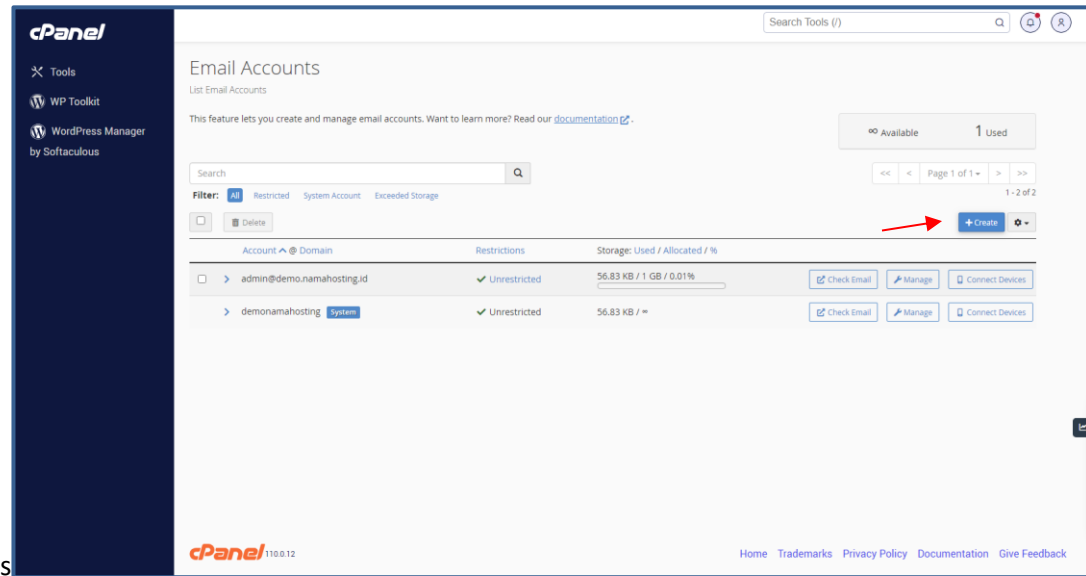 cPanel
Search Tools (/)
Tools
WP Toolkit
WordPress Manager
by Softaculous
Email Accounts
List Email Accounts
This feature lets you create and manage email accounts. Want to learn more? Read our documentation.
∞ Available 1 Used
Search
<< < Page 1 of 1 > >>
Filter: All Restricted System Account Exceeded Storage
1 - 2 of 2
Delete
+ Create
Account @ Domain Restrictions Storage: Used / Allocated / %
admin@demo.namahosting.id Unrestricted 56.83 KB / 1 GB / 0.01% Check Email Manage Connect Devices
demonamahosting System Unrestricted 56.83 KB / ∞ Check Email Manage Connect Devices
cPanel 110.0.12
Home Trademarks Privacy Policy Documentation Give Feedback
s